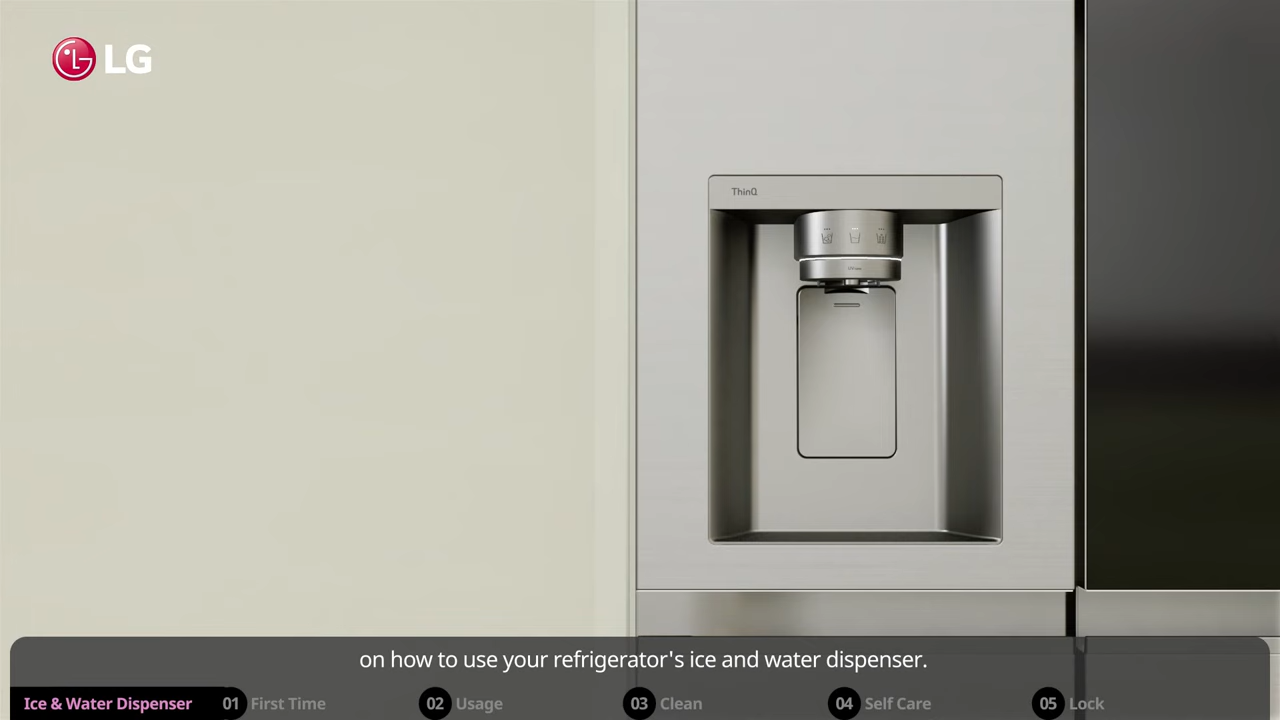 LG
ThinQ
on how to use your refrigerator's ice and water dispenser.
Ice & Water Dispenser 01 First Time 02 Usage 03 Clean 04 Self Care 05 Lock